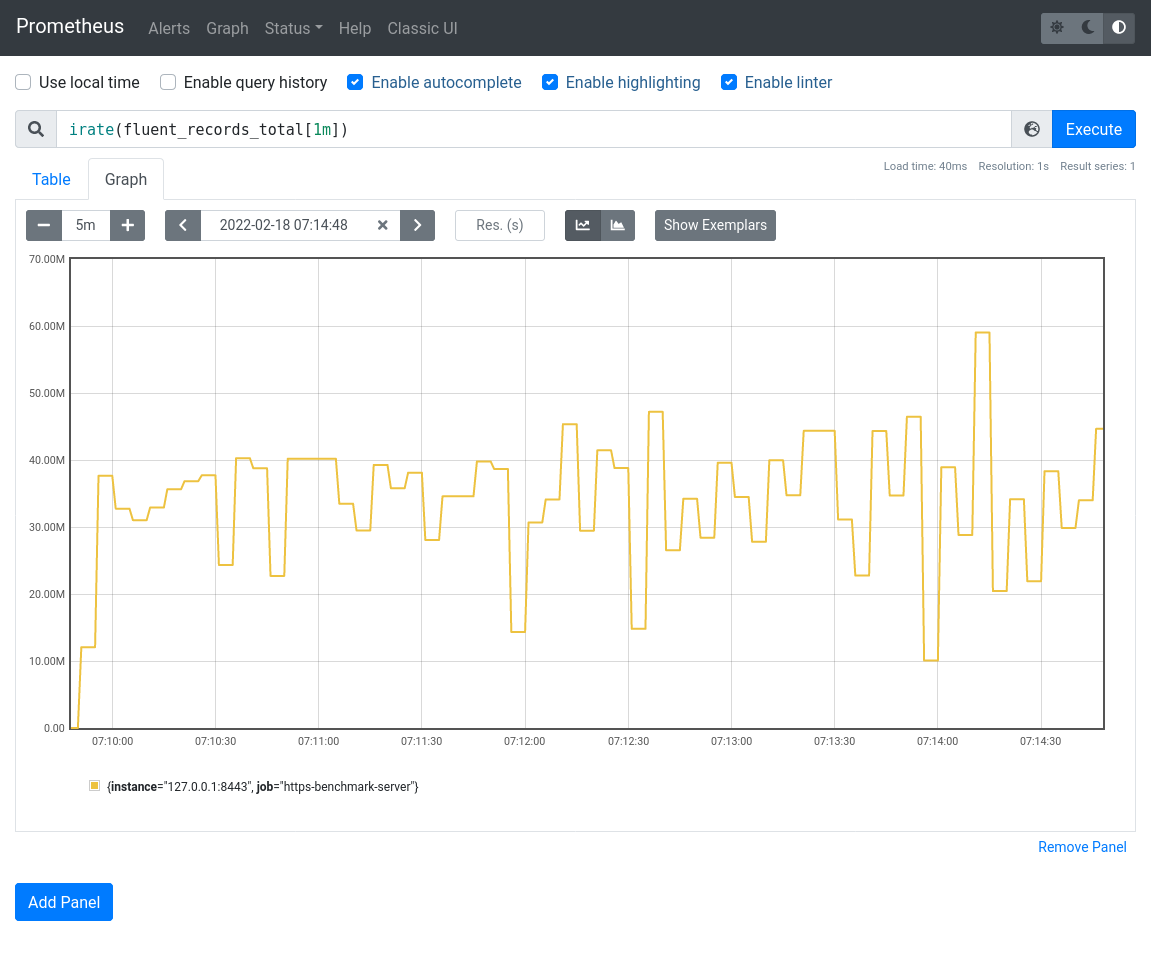 Prometheus Alerts Graph Status Help Classic UI
Use local time Enable query history Enable autocomplete Enable highlighting Enable linter
irate(fluent_records_total[1m]) Execute
Load time: 40ms Resolution: 1s Result series: 1
Table Graph
5m 2022-02-18 07:14:48 Res. (s) Show Exemplars
70.00M
60.00M
50.00M
40.00M
30.00M
20.00M
10.00M
0.00
07:10:00 07:10:30 07:11:00 07:11:30 07:12:00 07:12:30 07:13:00 07:13:30 07:14:00 07:14:30
{instance="127.0.0.1:8443", job="https-benchmark-server"}
Remove Panel
Add Panel